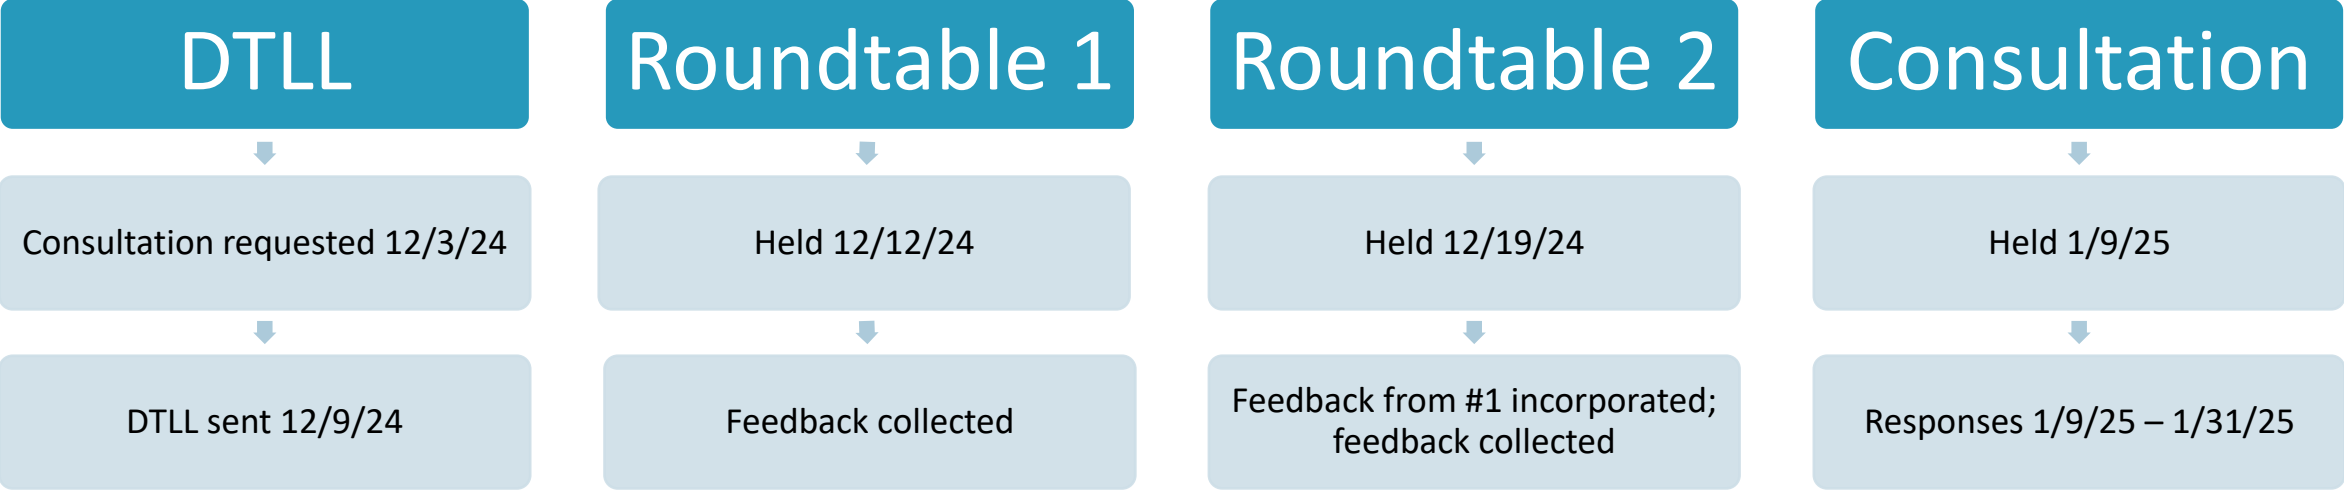 DTLL
Consultation requested 12/3/24
DTLL sent 12/9/24
Roundtable 1
Held 12/12/24
Feedback collected
Roundtable 2
Held 12/19/24
Feedback from #1 incorporated;
feedback collected
Consultation
Held 1/9/25
Responses 1/9/25 – 1/31/25